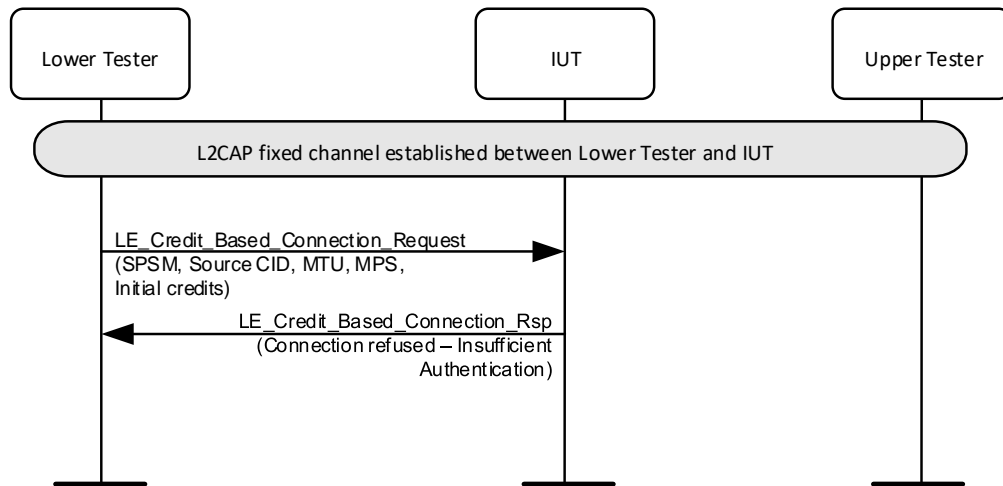 Lower Tester
IUT
Upper Tester
L2CAP fixed channel established between Lower Tester and IUT
LE_Credit_Based_Connection_Request
(SPSM, Source CID, MTU, MPS,
Initial credits)
LE_Credit_Based_Connection_Rsp
(Connection refused – Insufficient
Authentication)